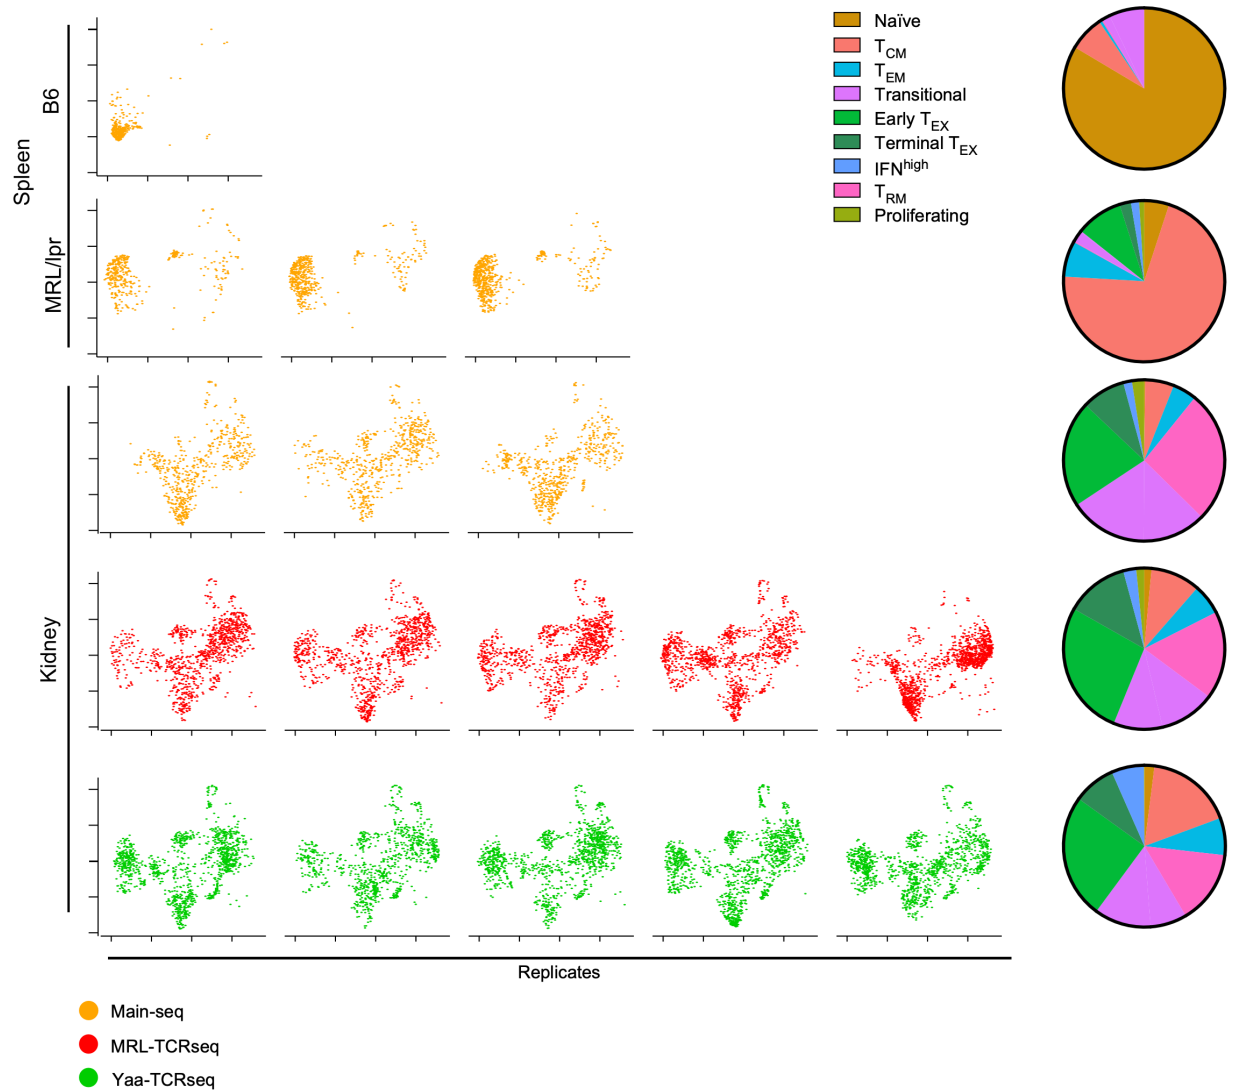 Spleen
B6
MRL/lpr
Kidney
Naïve
TCM
TEM
Transitional
Early TEX
Terminal TEX
IFNhigh
TRM
Proliferating
Replicates
Main-seq
MRL-TCRseq
Yaa-TCRseq